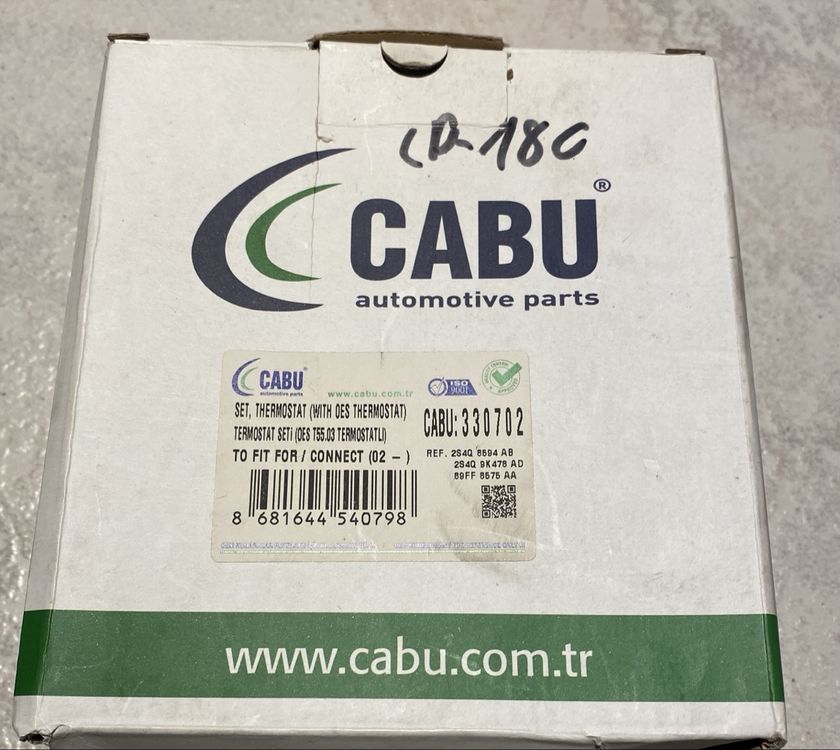 CABU®
automotive parts
CABU®
automotive parts
www.cabu.com.tr
ISO
9001
APPROVED
SET, THERMOSTAT (WITH OES THERMOSTAT)
TERMOSTAT SETİ (OES T55.03 TERMOSTATLI)
TO FIT FOR / CONNECT (02 - )
CABU: 330702
REF. 2S4Q 8594 AB
2S4Q 9K478 AD
89FF 8575 AA
8 681644 540798
www.cabu.com.tr